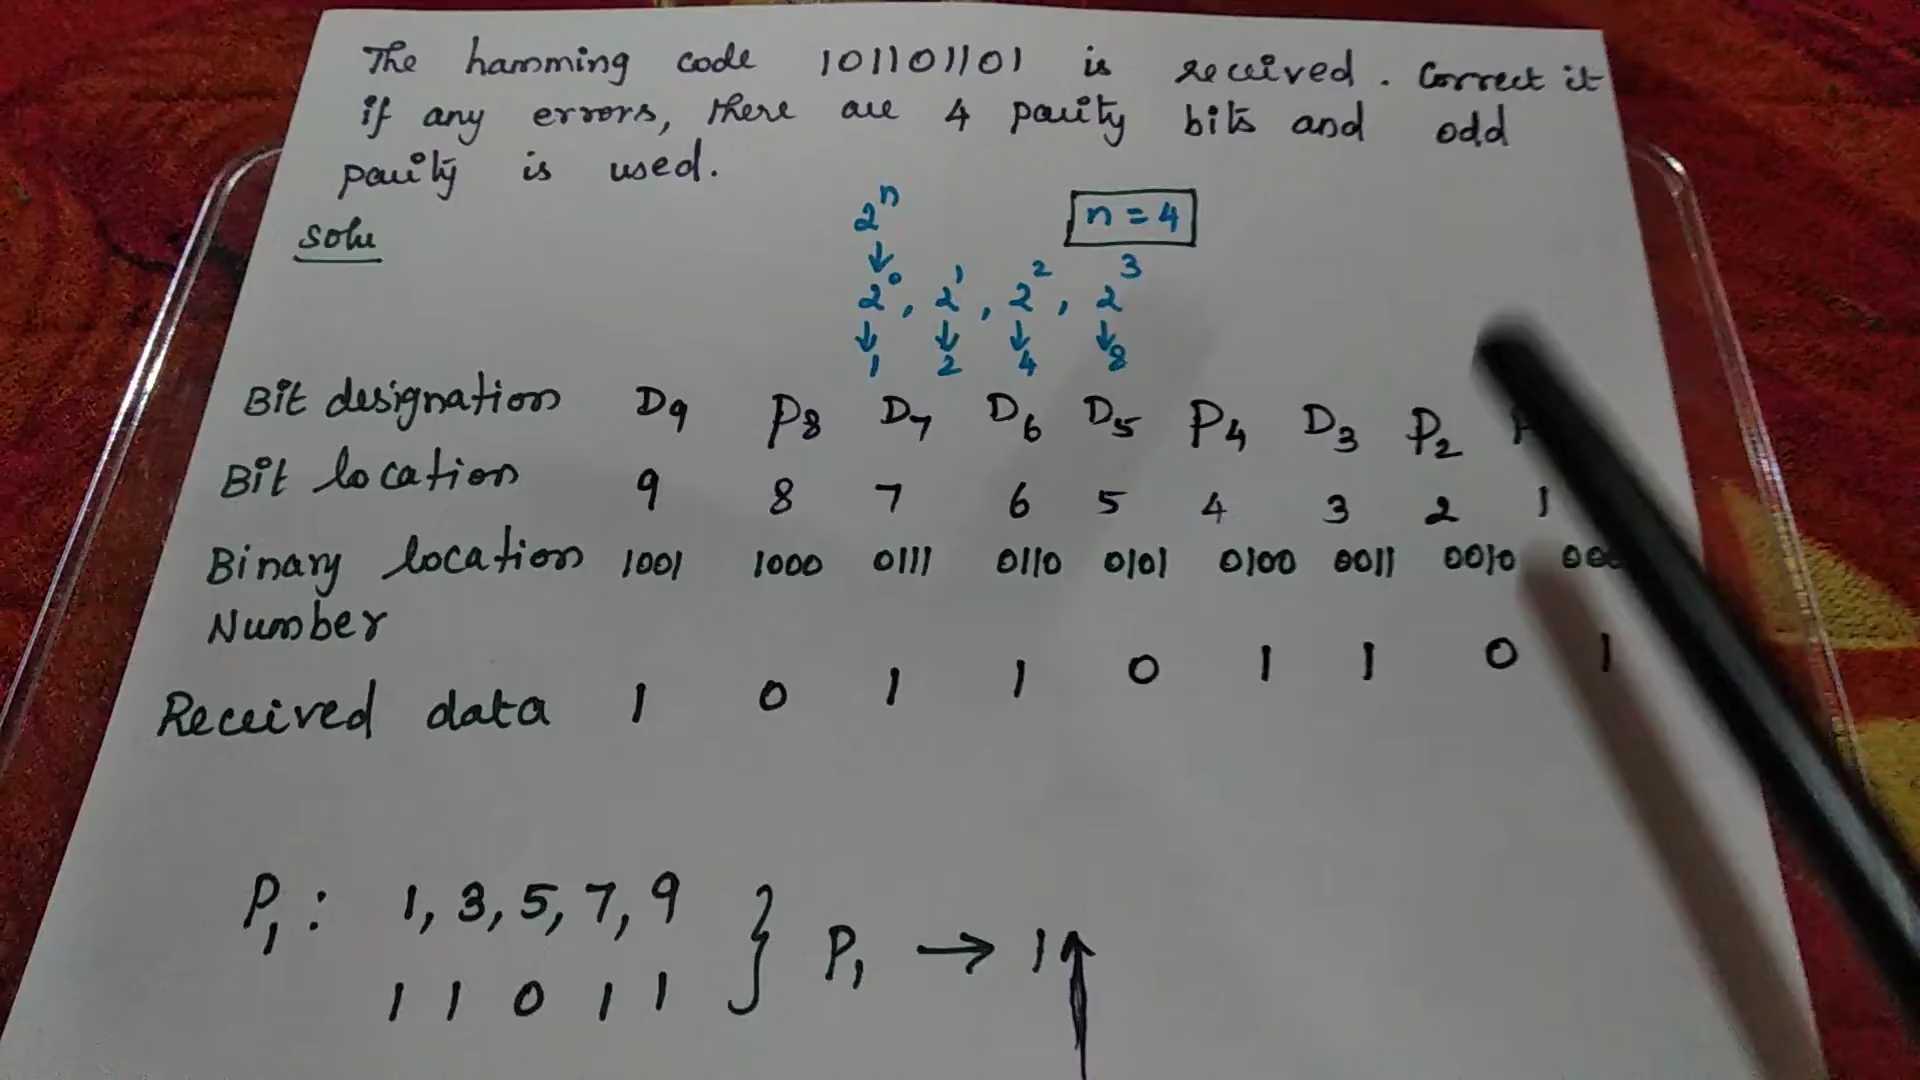 The hamming code 101101101 is received. Correct it
if any errors, there are 4 parity bits and odd
parity is used.
Solu
2^n n = 4
2^0, 2^1, 2^2, 2^3
↓ ↓ ↓ ↓
1 2 4 8
Bit designation D9 P8 D7 D6 D5 P4 D3 P2
Bit location 9 8 7 6 5 4 3 2 1
Binary location 1001 1000 0111 0110 0101 0100 0011 0010
Number
Received data 1 0 1 1 0 1 1 0 1
P1 : 1, 3, 5, 7, 9 } P1 → 1
1 1 0 1 1